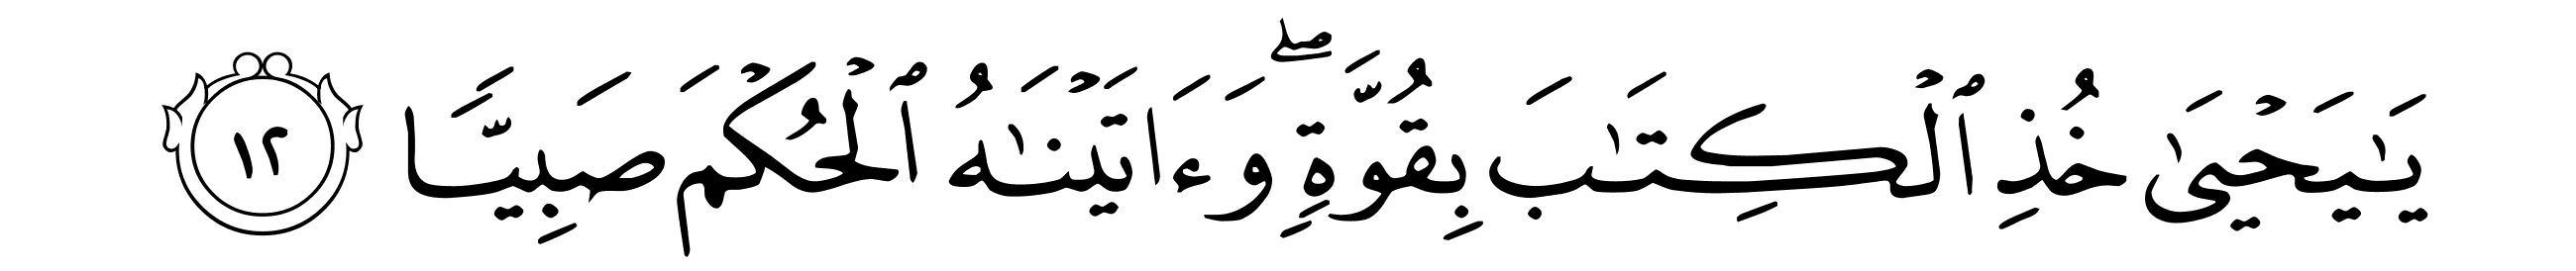 يَـٰيَحْيَىٰ خُذِ ٱلْكِتَـٰبَ بِقُوَّةٍۢ ۖ وَءَاتَيْنَـٰهُ ٱلْحُكْمَ صَبِيًّۭا ١٢